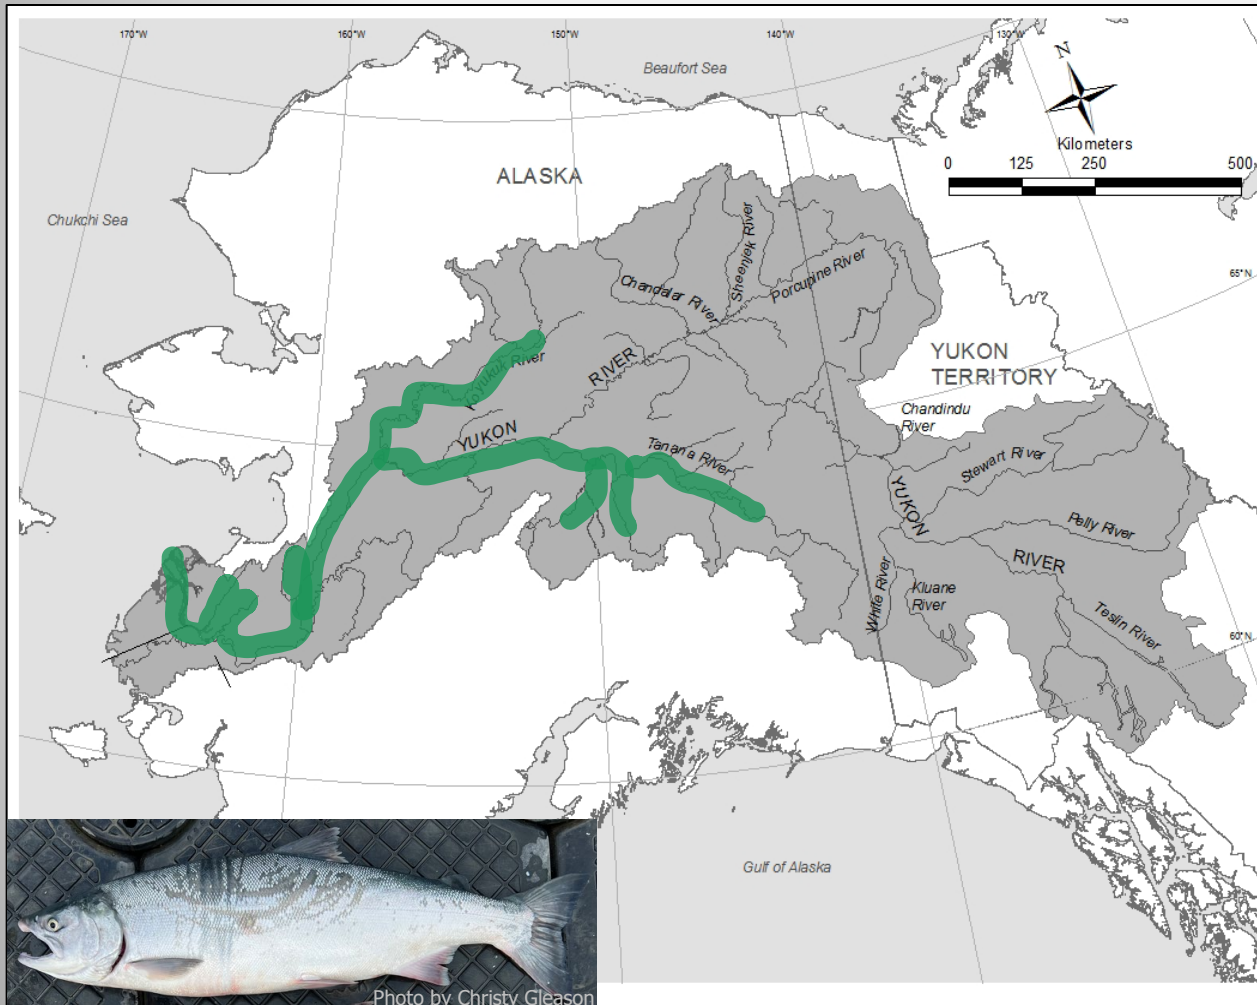 170°W
160°W
150°W
140°W
130°W
N
Beaufort Sea
Kilometers
0 125 250 500
ALASKA
Chukchi Sea
Sheenjek River
Chandalar River
Porcupine River
65°N
RIVER
YUKON
TERRITORY
River
Chandindu
River
YUKON
Tanana River
Stewart River
YUKON
Pelly River
RIVER
White River
Kluane
River
Teslin River
60°N
Gulf of Alaska
Photo by Christy Gleason